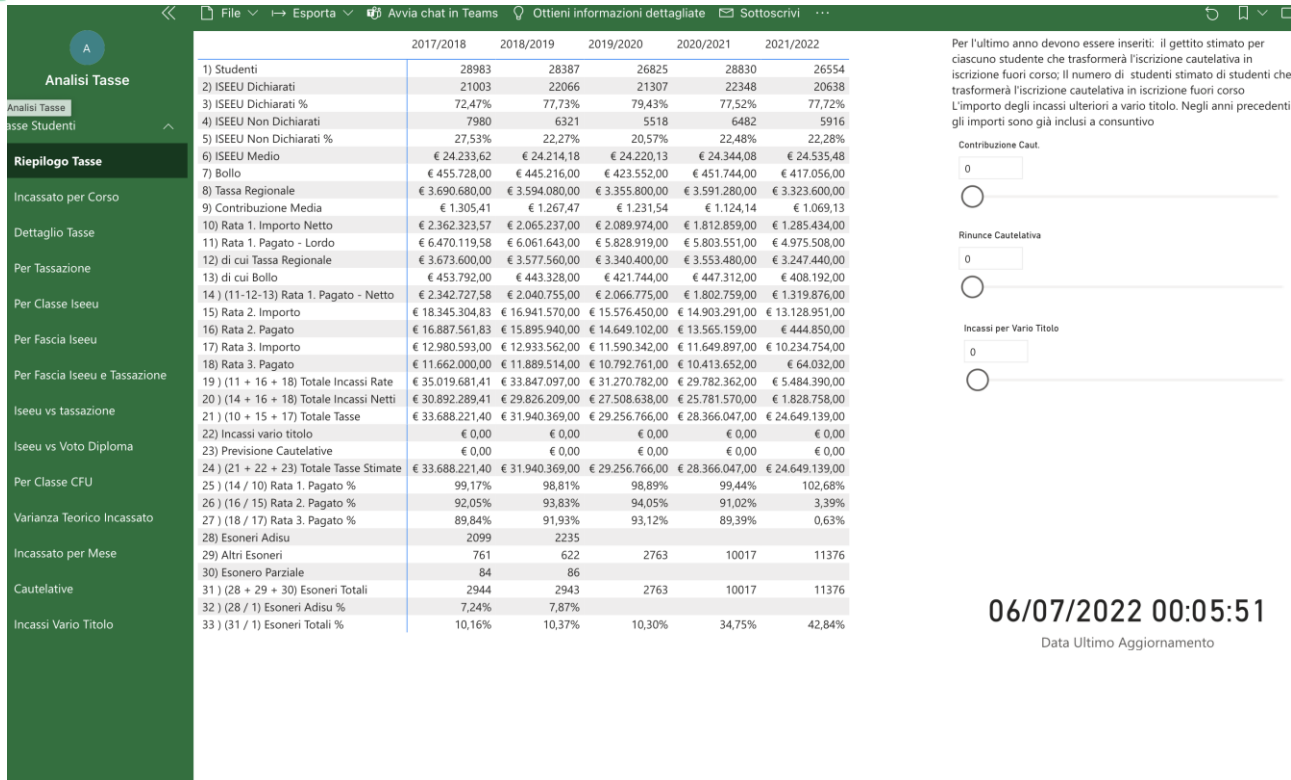 File Esporta Avvia chat in Teams Ottieni informazioni dettagliate Sottoscrivi ...
A
Analisi Tasse
Analisi Tasse
asse Studenti
Riepilogo Tasse
Incassato per Corso
Dettaglio Tasse
Per Tassazione
Per Classe Iseeu
Per Fascia Iseeu
Per Fascia Iseeu e Tassazione
Iseeu vs tassazione
Iseeu vs Voto Diploma
Per Classe CFU
Varianza Teorico Incassato
Incassato per Mese
Cautelative
Incassi Vario Titolo
2017/2018 2018/2019 2019/2020 2020/2021 2021/2022
1) Studenti 28983 28387 26825 28830 26554
2) ISEEU Dichiarati 21003 22066 21307 22348 20638
3) ISEEU Dichiarati % 72,47% 77,73% 79,43% 77,52% 77,72%
4) ISEEU Non Dichiarati 7980 6321 5518 6482 5916
5) ISEEU Non Dichiarati % 27,53% 22,27% 20,57% 22,48% 22,28%
6) ISEEU Medio € 24.233,62 € 24.214,18 € 24.220,13 € 24.344,08 € 24.535,48
7) Bollo € 455.728,00 € 445.216,00 € 423.552,00 € 451.744,00 € 417.056,00
8) Tassa Regionale € 3.690.680,00 € 3.594.080,00 € 3.355.800,00 € 3.591.280,00 € 3.323.600,00
9) Contribuzione Media € 1.305,41 € 1.267,47 € 1.231,54 € 1.124,14 € 1.069,13
10) Rata 1. Importo Netto € 2.362.323,57 € 2.065.237,00 € 2.089.974,00 € 1.812.859,00 € 1.285.434,00
11) Rata 1. Pagato - Lordo € 6.470.119,58 € 6.061.643,00 € 5.828.919,00 € 5.803.551,00 € 4.975.508,00
12) di cui Tassa Regionale € 3.673.600,00 € 3.577.560,00 € 3.340.400,00 € 3.553.480,00 € 3.247.440,00
13) di cui Bollo € 453.792,00 € 443.328,00 € 421.744,00 € 447.312,00 € 408.192,00
14 ) (11-12-13) Rata 1. Pagato - Netto € 2.342.727,58 € 2.040.755,00 € 2.066.775,00 € 1.802.759,00 € 1.319.876,00
15) Rata 2. Importo € 18.345.304,83 € 16.941.570,00 € 15.576.450,00 € 14.903.291,00 € 13.128.951,00
16) Rata 2. Pagato € 16.887.561,83 € 15.895.940,00 € 14.649.102,00 € 13.565.159,00 € 444.850,00
17) Rata 3. Importo € 12.980.593,00 € 12.933.562,00 € 11.590.342,00 € 11.649.897,00 € 10.234.754,00
18) Rata 3. Pagato € 11.662.000,00 € 11.889.514,00 € 10.792.761,00 € 10.413.652,00 € 64.032,00
19 ) (11 + 16 + 18) Totale Incassi Rate € 35.019.681,41 € 33.847.097,00 € 31.270.782,00 € 29.782.362,00 € 5.484.390,00
20 ) (14 + 16 + 18) Totale Incassi Netti € 30.892.289,41 € 29.826.209,00 € 27.508.638,00 € 25.781.570,00 € 1.828.758,00
21 ) (10 + 15 + 17) Totale Tasse € 33.688.221,40 € 31.940.369,00 € 29.256.766,00 € 28.366.047,00 € 24.649.139,00
22) Incassi vario titolo € 0,00 € 0,00 € 0,00 € 0,00 € 0,00
23) Previsione Cautelative € 0,00 € 0,00 € 0,00 € 0,00 € 0,00
24 ) (21 + 22 + 23) Totale Tasse Stimate € 33.688.221,40 € 31.940.369,00 € 29.256.766,00 € 28.366.047,00 € 24.649.139,00
25 ) (14 / 10) Rata 1. Pagato % 99,17% 98,81% 98,89% 99,44% 102,68%
26 ) (16 / 15) Rata 2. Pagato % 92,05% 93,83% 94,05% 91,02% 3,39%
27 ) (18 / 17) Rata 3. Pagato % 89,84% 91,93% 93,12% 89,39% 0,63%
28) Esoneri Adisu 2099 2235
29) Altri Esoneri 761 622 2763 10017 11376
30) Esonero Parziale 84 86
31 ) (28 + 29 + 30) Esoneri Totali 2944 2943 2763 10017 11376
32 ) (28 / 1) Esoneri Adisu % 7,24% 7,87%
33 ) (31 / 1) Esoneri Totali % 10,16% 10,37% 10,30% 34,75% 42,84%
Per l'ultimo anno devono essere inseriti: il gettito stimato per
ciascuno studente che trasformerà l'iscrizione cautelativa in
iscrizione fuori corso; Il numero di studenti stimato di studenti che
trasformerà l'iscrizione cautelativa in iscrizione fuori corso
L'importo degli incassi ulteriori a vario titolo. Negli anni precedenti
gli importi sono già inclusi a consuntivo
Contribuzione Caut.
0
Rinunce Cautelativa
0
Incassi per Vario Titolo
0
06/07/2022 00:05:51
Data Ultimo Aggiornamento